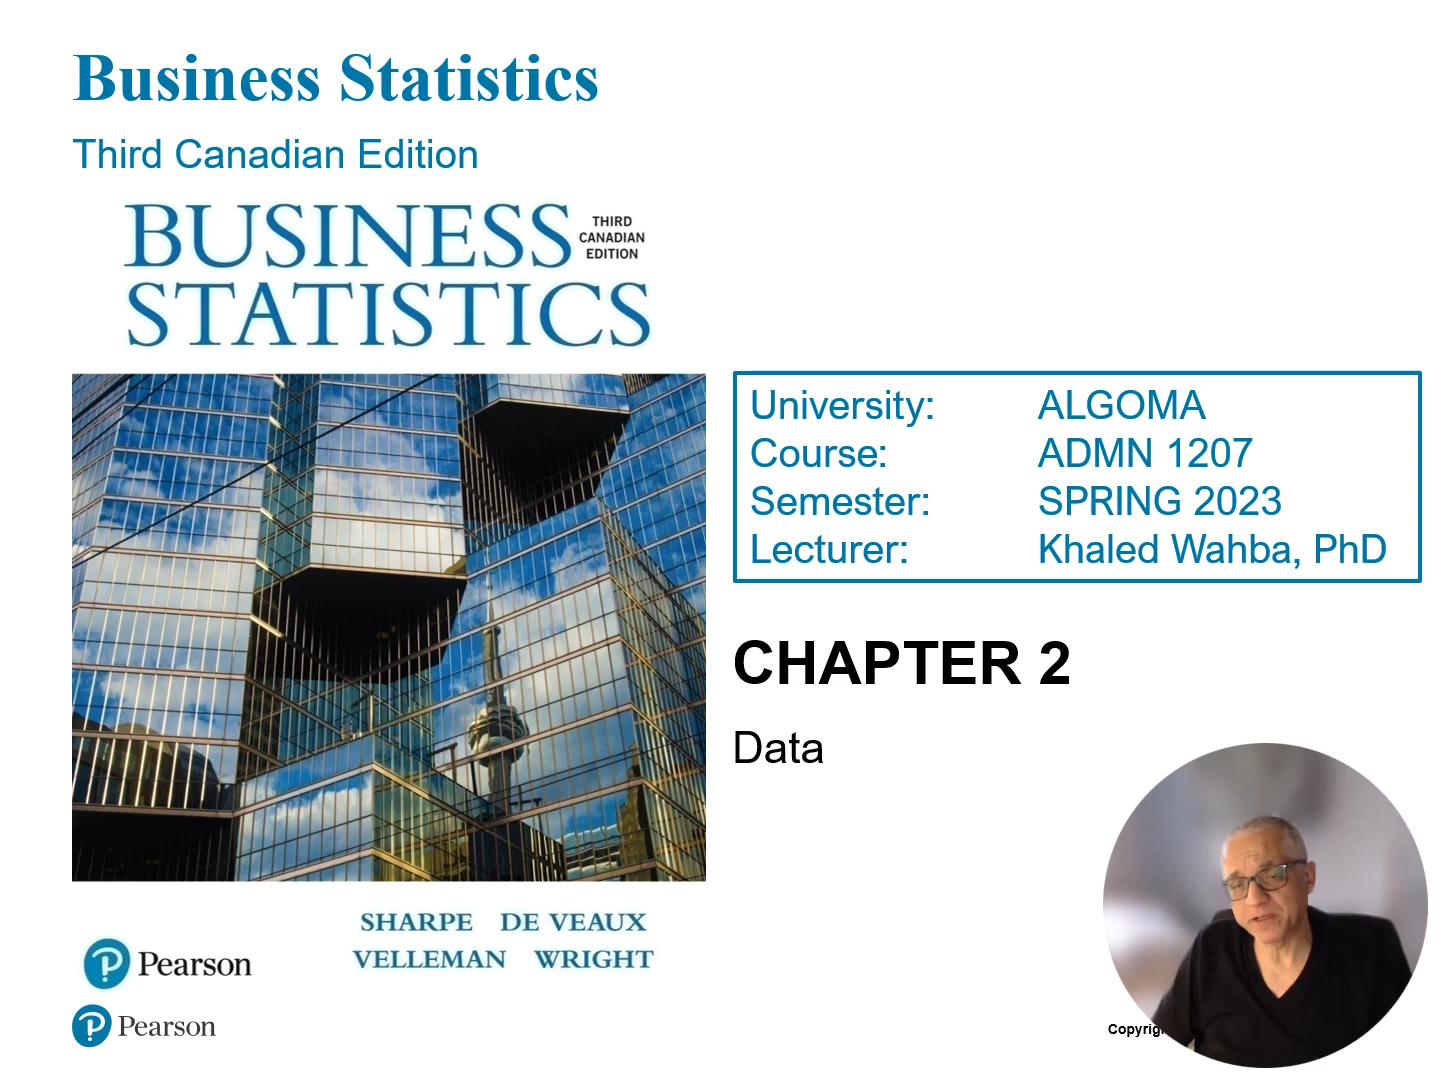 Business Statistics
Third Canadian Edition
BUSINESS
THIRD
CANADIAN
EDITION
STATISTICS
University: ALGOMA
Course: ADMN 1207
Semester: SPRING 2023
Lecturer: Khaled Wahba, PhD
CHAPTER 2
Data
SHARPE DE VEAUX
VELLEMAN WRIGHT
Pearson
Pearson